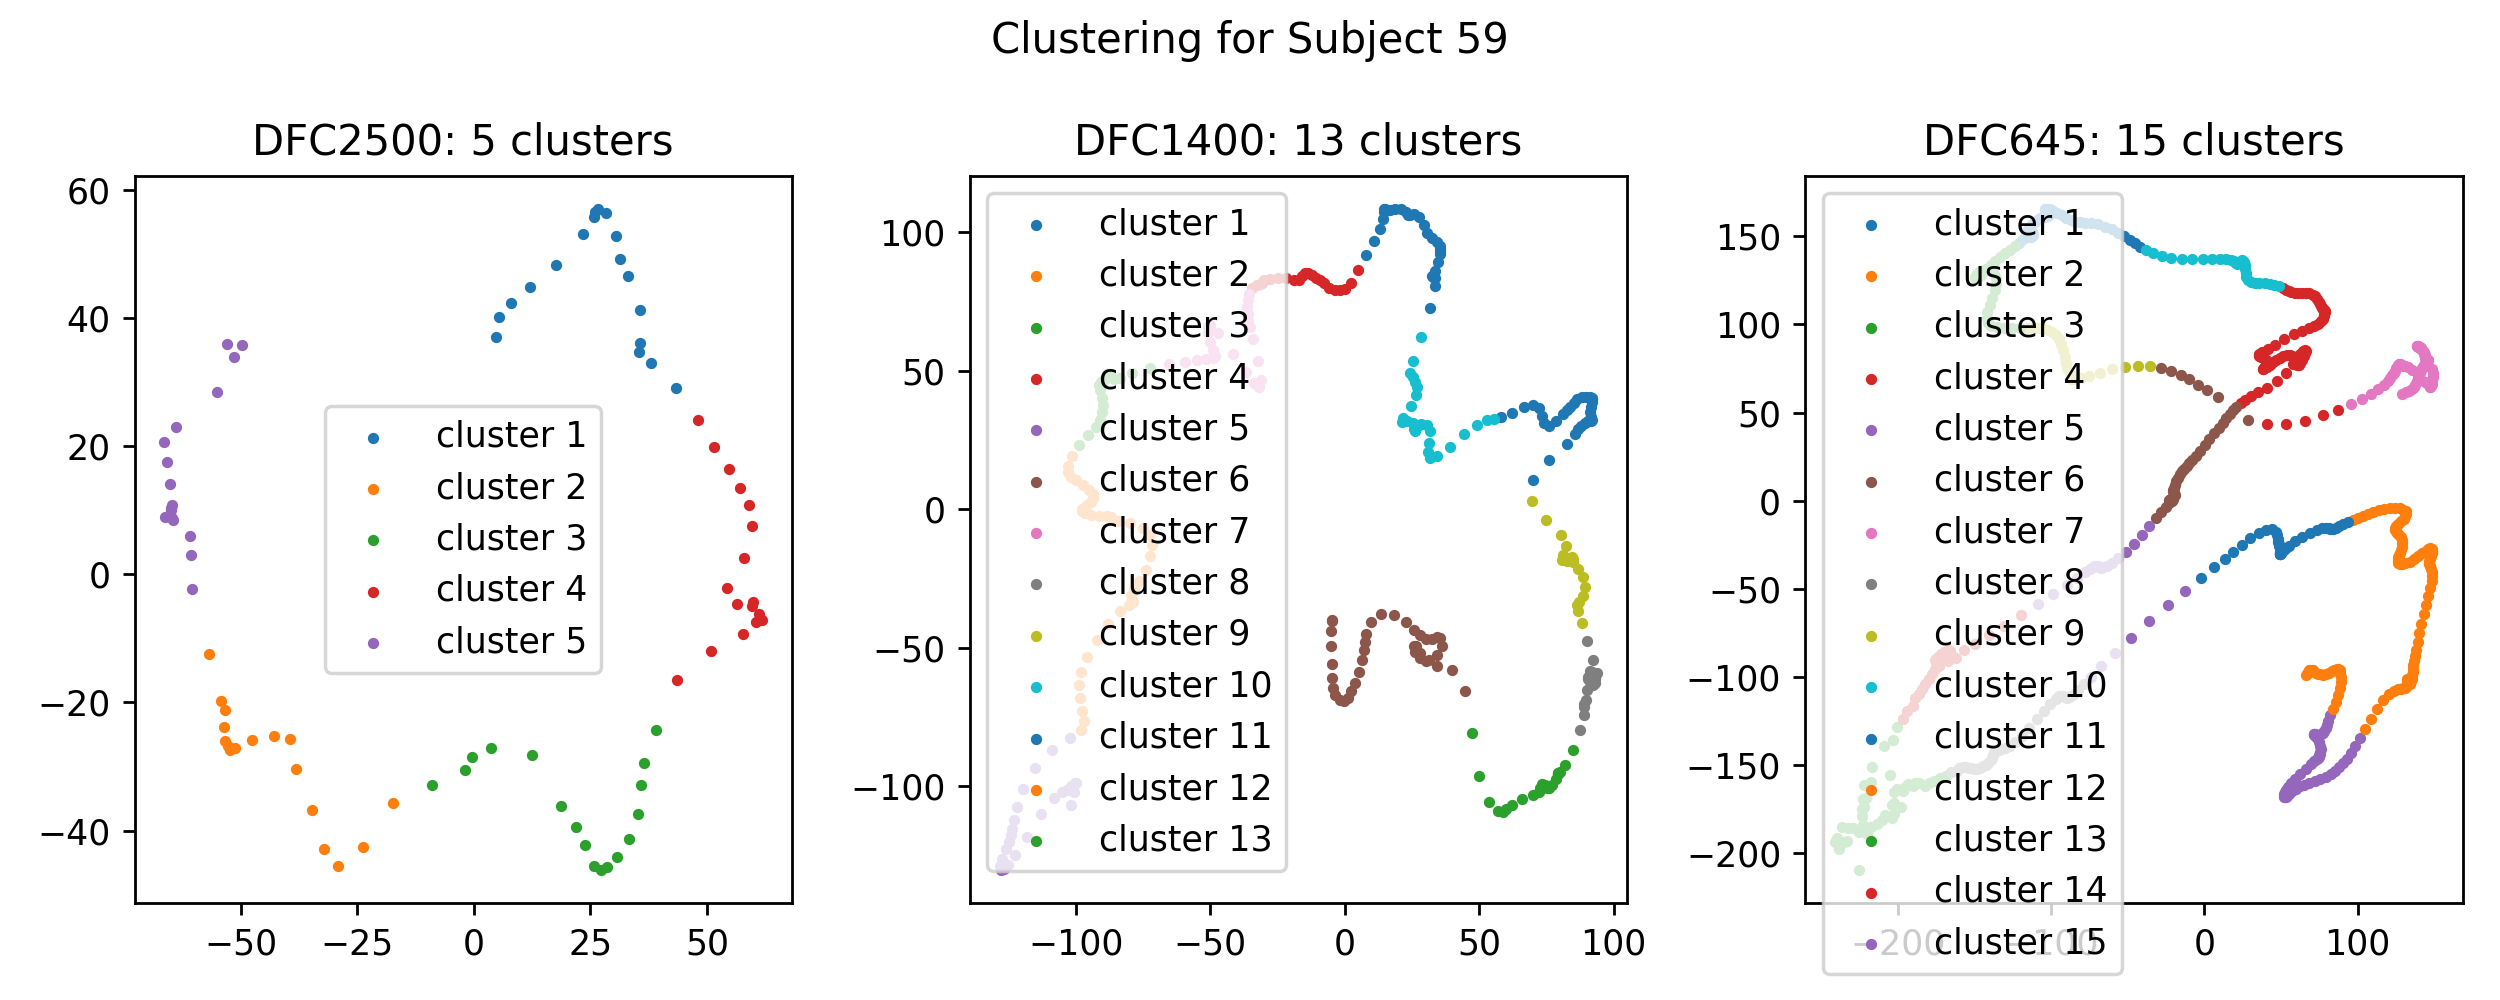 Clustering for Subject 59
DFC2500: 5 clusters
60
40
20
0
−20
−40
−50
−25
0
25
50
cluster 1
cluster 2
cluster 3
cluster 4
cluster 5
DFC1400: 13 clusters
100
50
0
−50
−100
−100
−50
0
50
100
cluster 1
cluster 2
cluster 3
cluster 4
cluster 5
cluster 6
cluster 7
cluster 8
cluster 9
cluster 10
cluster 11
cluster 12
cluster 13
DFC645: 15 clusters
150
100
50
0
−50
−100
−150
−200
−200
−100
0
100
cluster 1
cluster 2
cluster 3
cluster 4
cluster 5
cluster 6
cluster 7
cluster 8
cluster 9
cluster 10
cluster 11
cluster 12
cluster 13
cluster 14
cluster 15